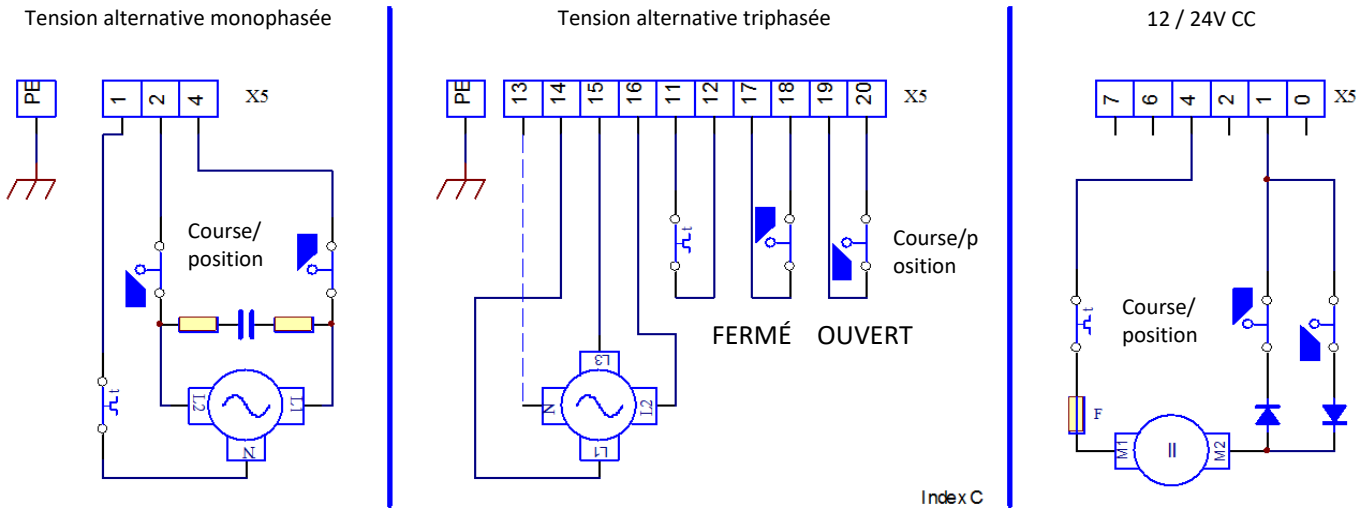 Tension alternative monophasée
PE
1 2 4 X5
Course/
position
t
L2
L1
N
Tension alternative triphasée
PE
13 14 15 16 11 12 17 18 19 20 X5
t
Course/p
osition
FERMÉ OUVERT
L3
N
L2
L1
Index C
12 / 24V CC
7 6 4 2 1 0 X5
t
Course/
position
F
M1
II
M2